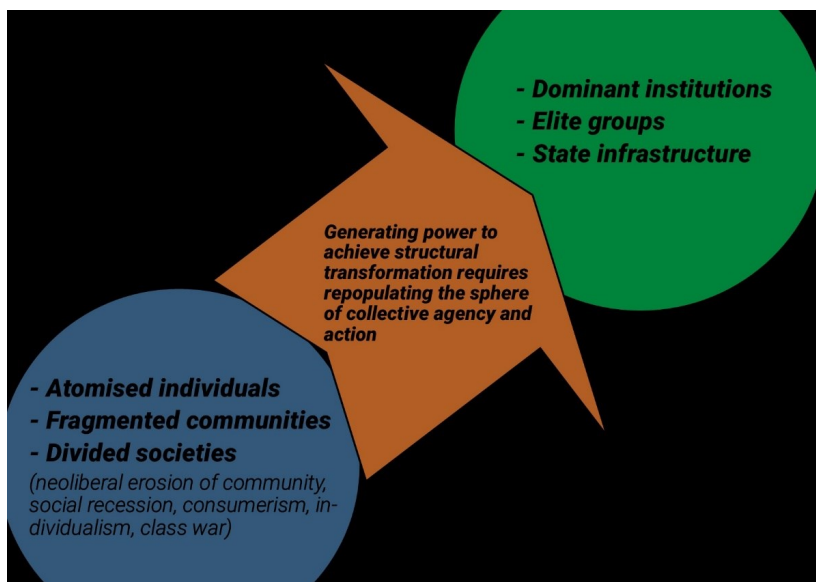 - Dominant institutions
- Elite groups
- State infrastructure
Generating power to
achieve structural
transformation requires
repopulating the sphere
of collective agency and
action
- Atomised individuals
- Fragmented communities
- Divided societies
(neoliberal erosion of community,
social recession, consumerism, in-
dividualism, class war)